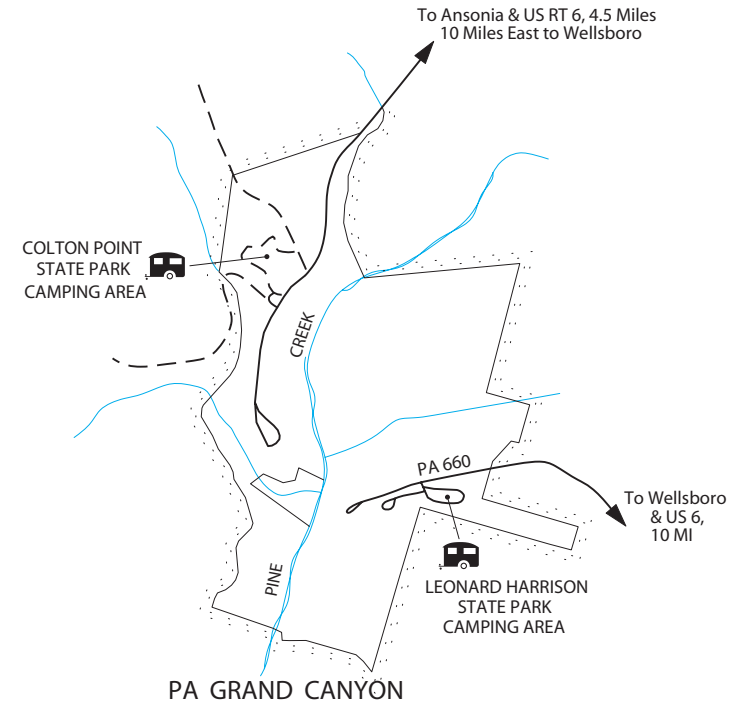 To Ansonia & US RT 6, 4.5 Miles
10 Miles East to Wellsboro
COLTON POINT
STATE PARK
CAMPING AREA
CREEK
PA 660
To Wellsboro
& US 6,
10 MI
PINE
LEONARD HARRISON
STATE PARK
CAMPING AREA
PA GRAND CANYON